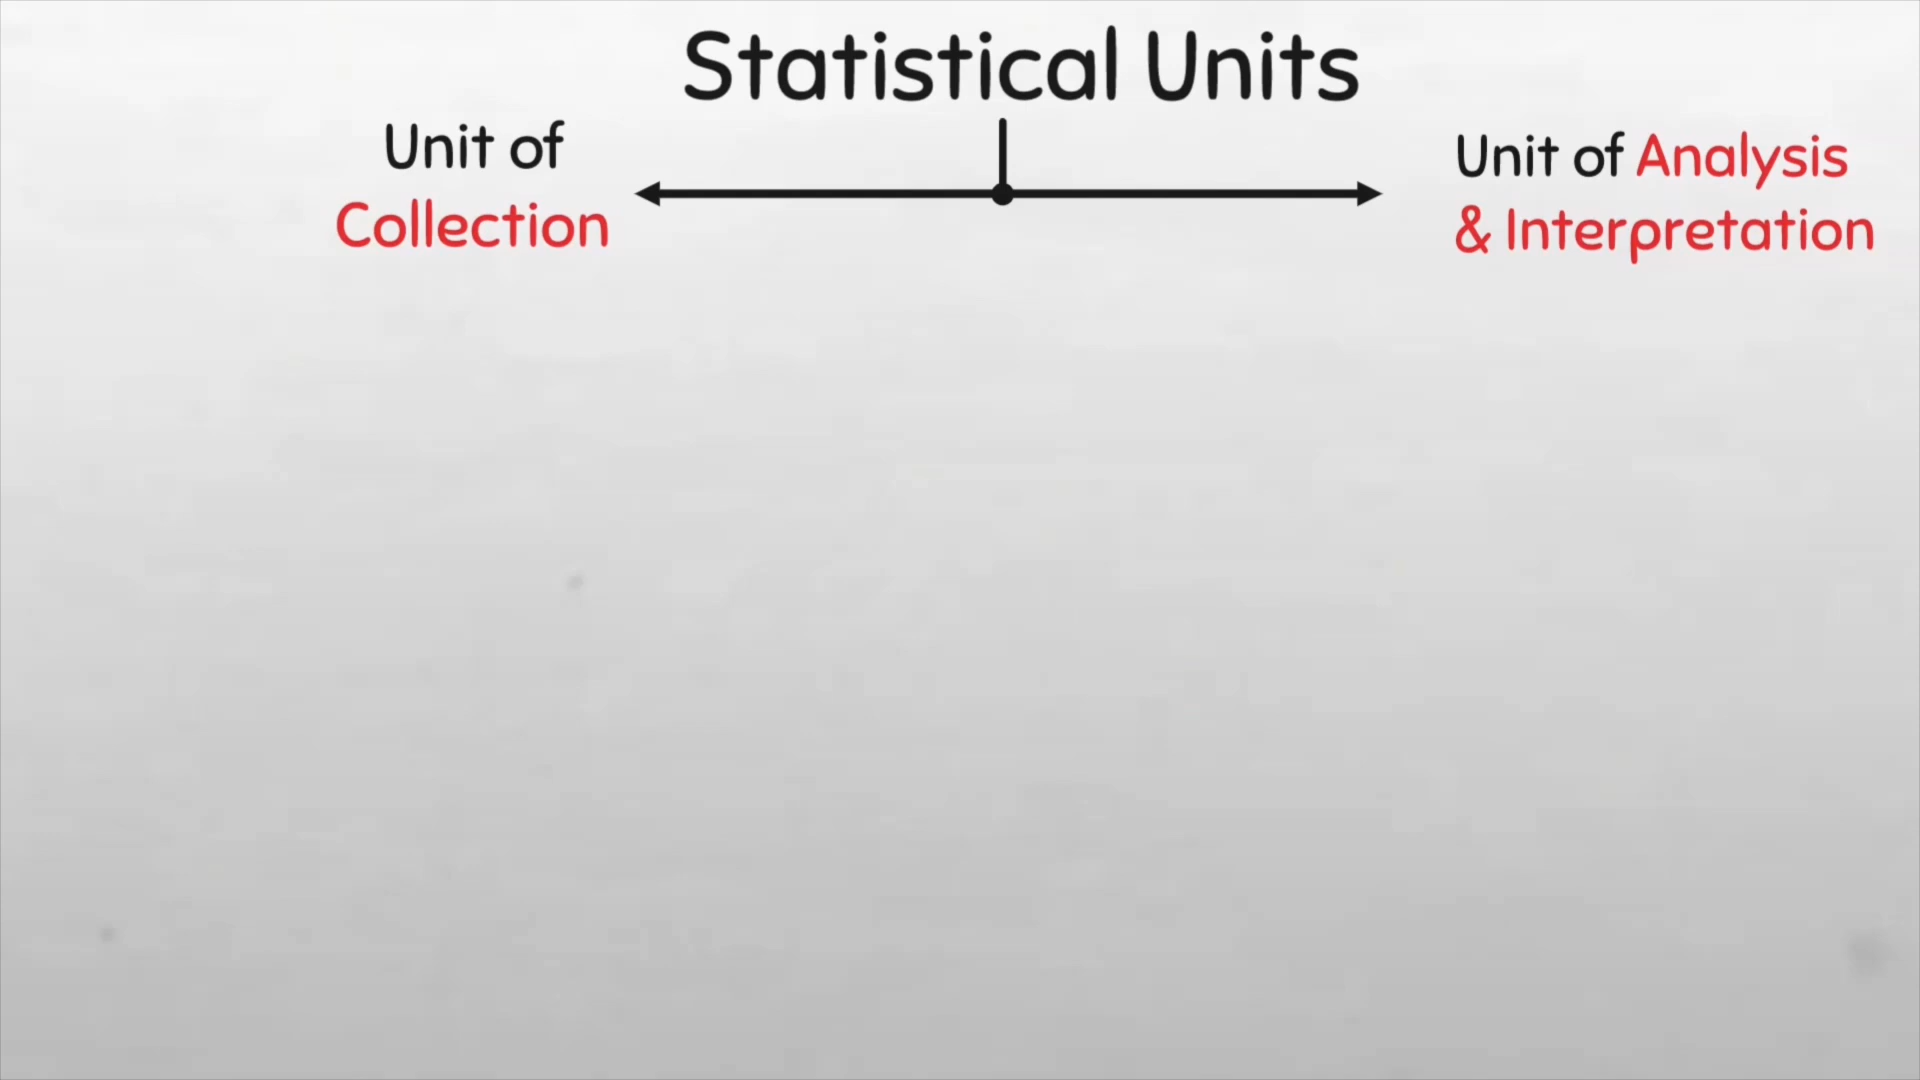 Statistical Units
Unit of
Collection
Unit of Analysis
& Interpretation